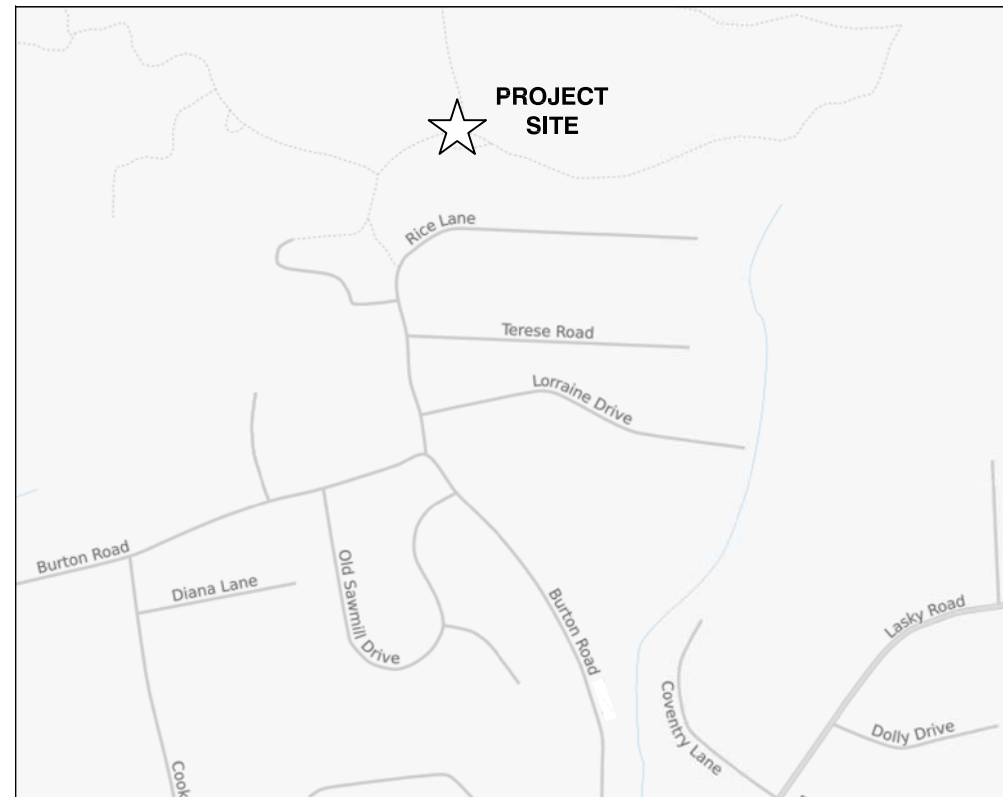 PROJECT
SITE
Rice Lane
Terese Road
Lorraine Drive
Burton Road
Diana Lane
Old Sawmill Drive
Burton Road
Lasky Road
Coventry Lane
Dolly Drive
Cook